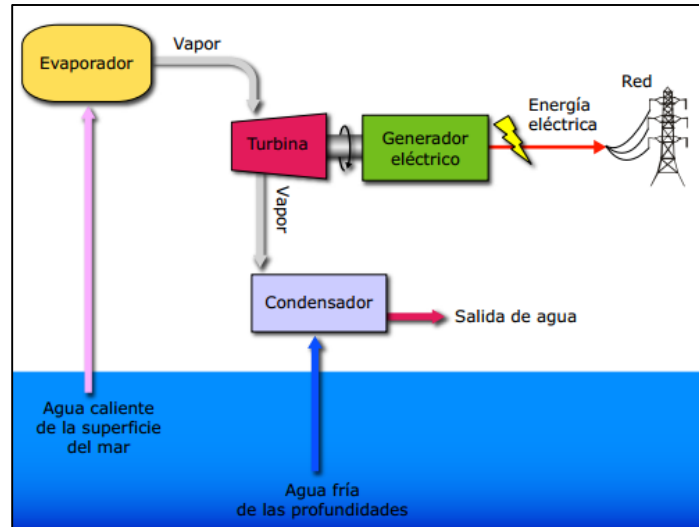 Evaporador
Vapor
Turbina
Generador
eléctrico
Energía
eléctrica
Red
Vapor
Condensador
Salida de agua
Agua caliente
de la superficie
del mar
Agua fría
de las profundidades